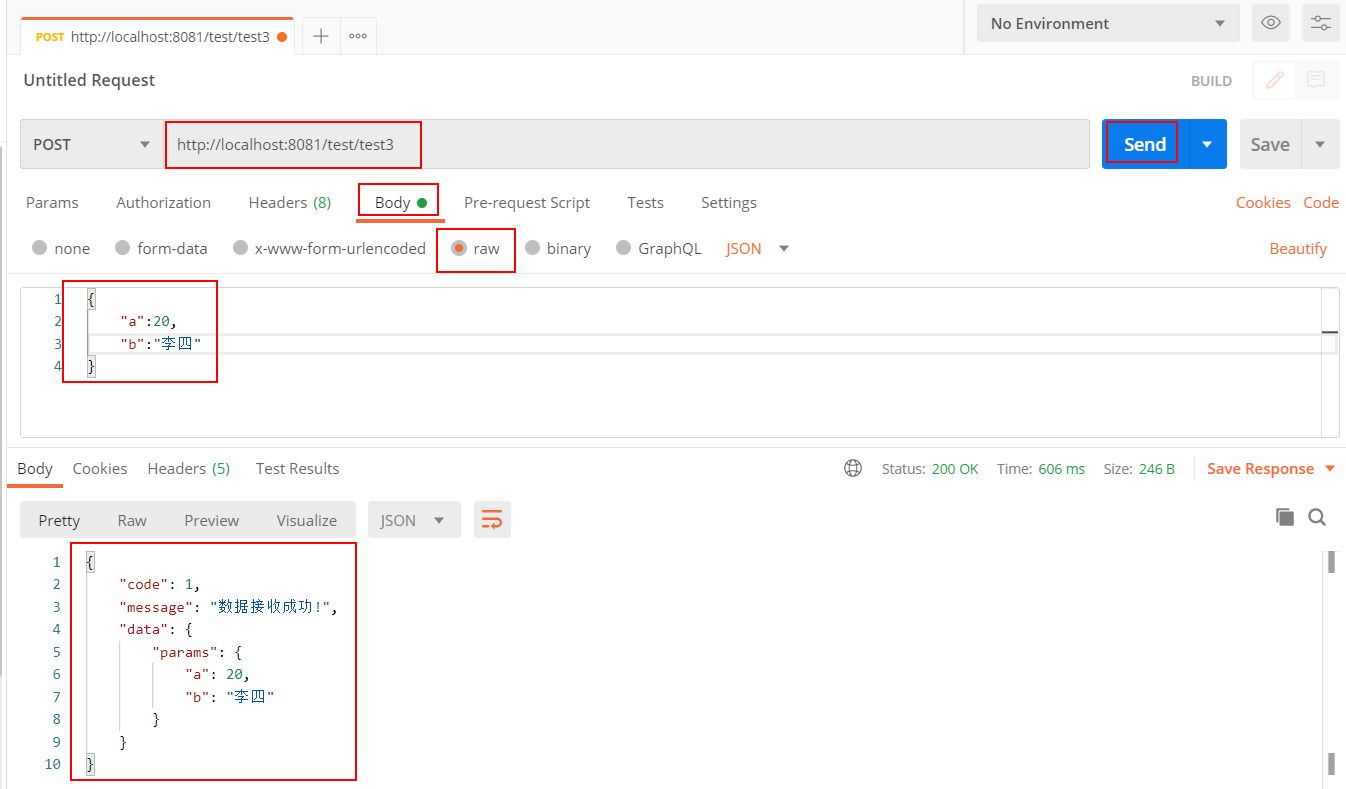 POST http://localhost:8081/test/test3
No Environment
Untitled Request
BUILD
POST http://localhost:8081/test/test3 Send Save
Params Authorization Headers (8) Body Pre-request Script Tests Settings Cookies Code
none form-data x-www-form-urlencoded raw binary GraphQL JSON Beautify
1 {
2 "a":20,
3 "b":"李四"
4 }
Body Cookies Headers (5) Test Results Status: 200 OK Time: 606 ms Size: 246 B Save Response
Pretty Raw Preview Visualize JSON
1 {
2 "code": 1,
3 "message": "数据接收成功!",
4 "data": {
5 "params": {
6 "a": 20,
7 "b": "李四"
8 }
9 }
10 }